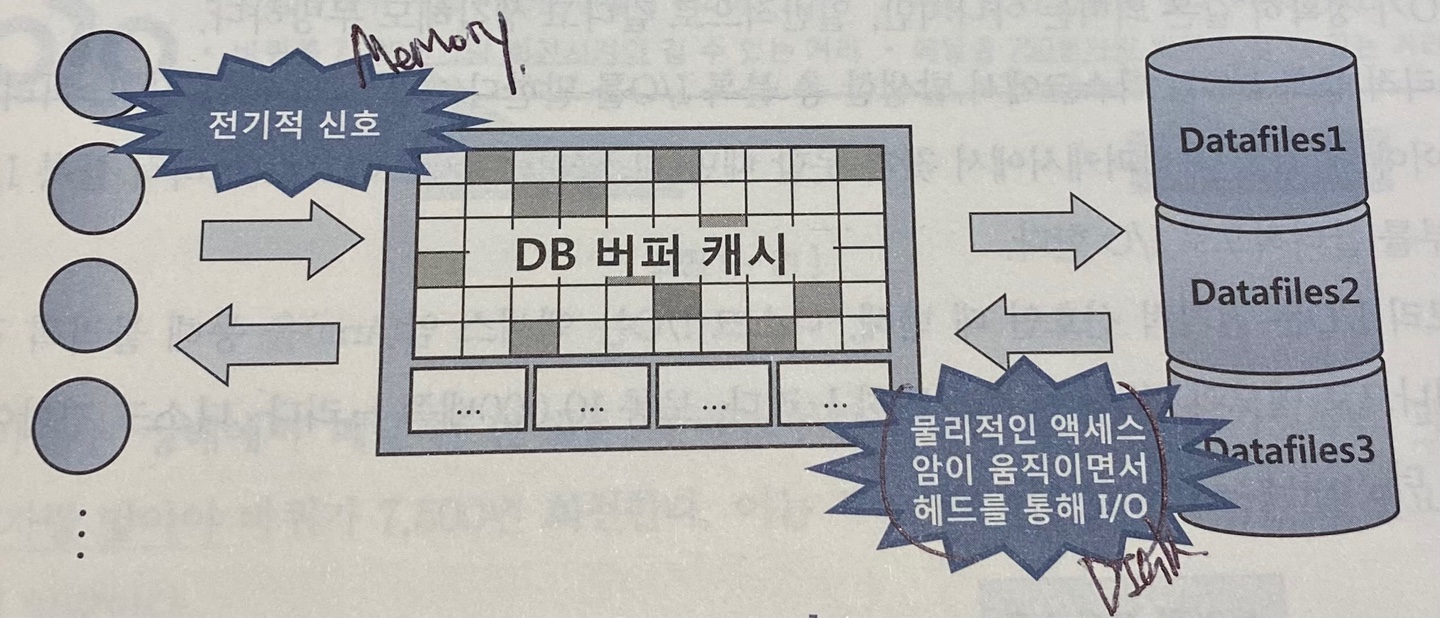 Memory.
전기적 신호
DB 버퍼 캐시
...
...
...
...
Datafiles1
Datafiles2
Datafiles3
물리적인 액세스
암이 움직이면서
헤드를 통해 I/O
Disk